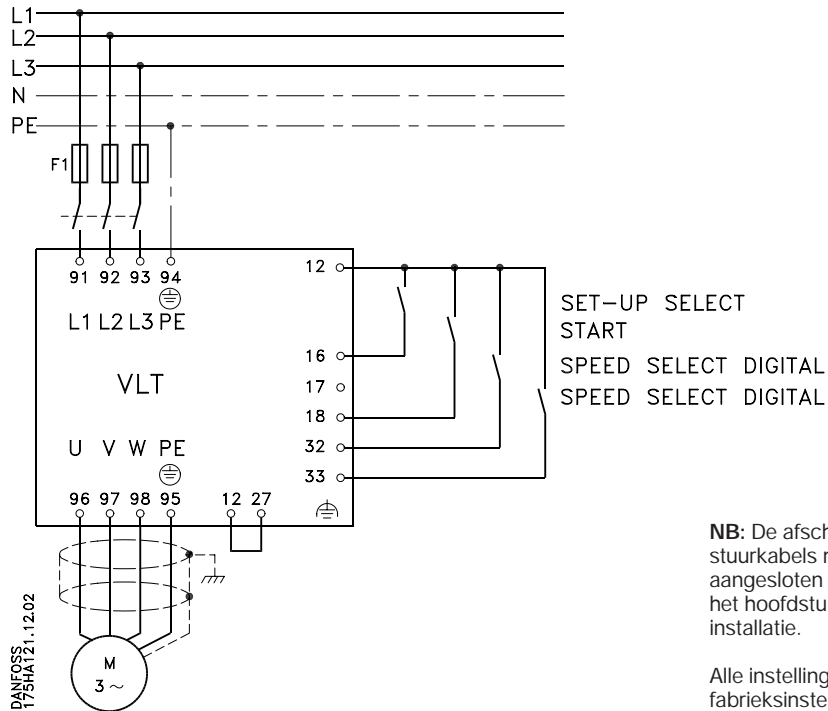 L1
L2
L3
N
PE
F1
91 92 93 94
L1 L2 L3 PE
VLT
U V W PE
96 97 98 95
12 27
12
16
17
18
32
33
SET-UP SELECT
START
SPEED SELECT DIGITAL
SPEED SELECT DIGITAL
M
3~
DANFOSS
175HA121.12.02
NB: De afsch
stuurkabels
aangesloten
het hoofdstu
installatie.
Alle instelling
fabrieksinste